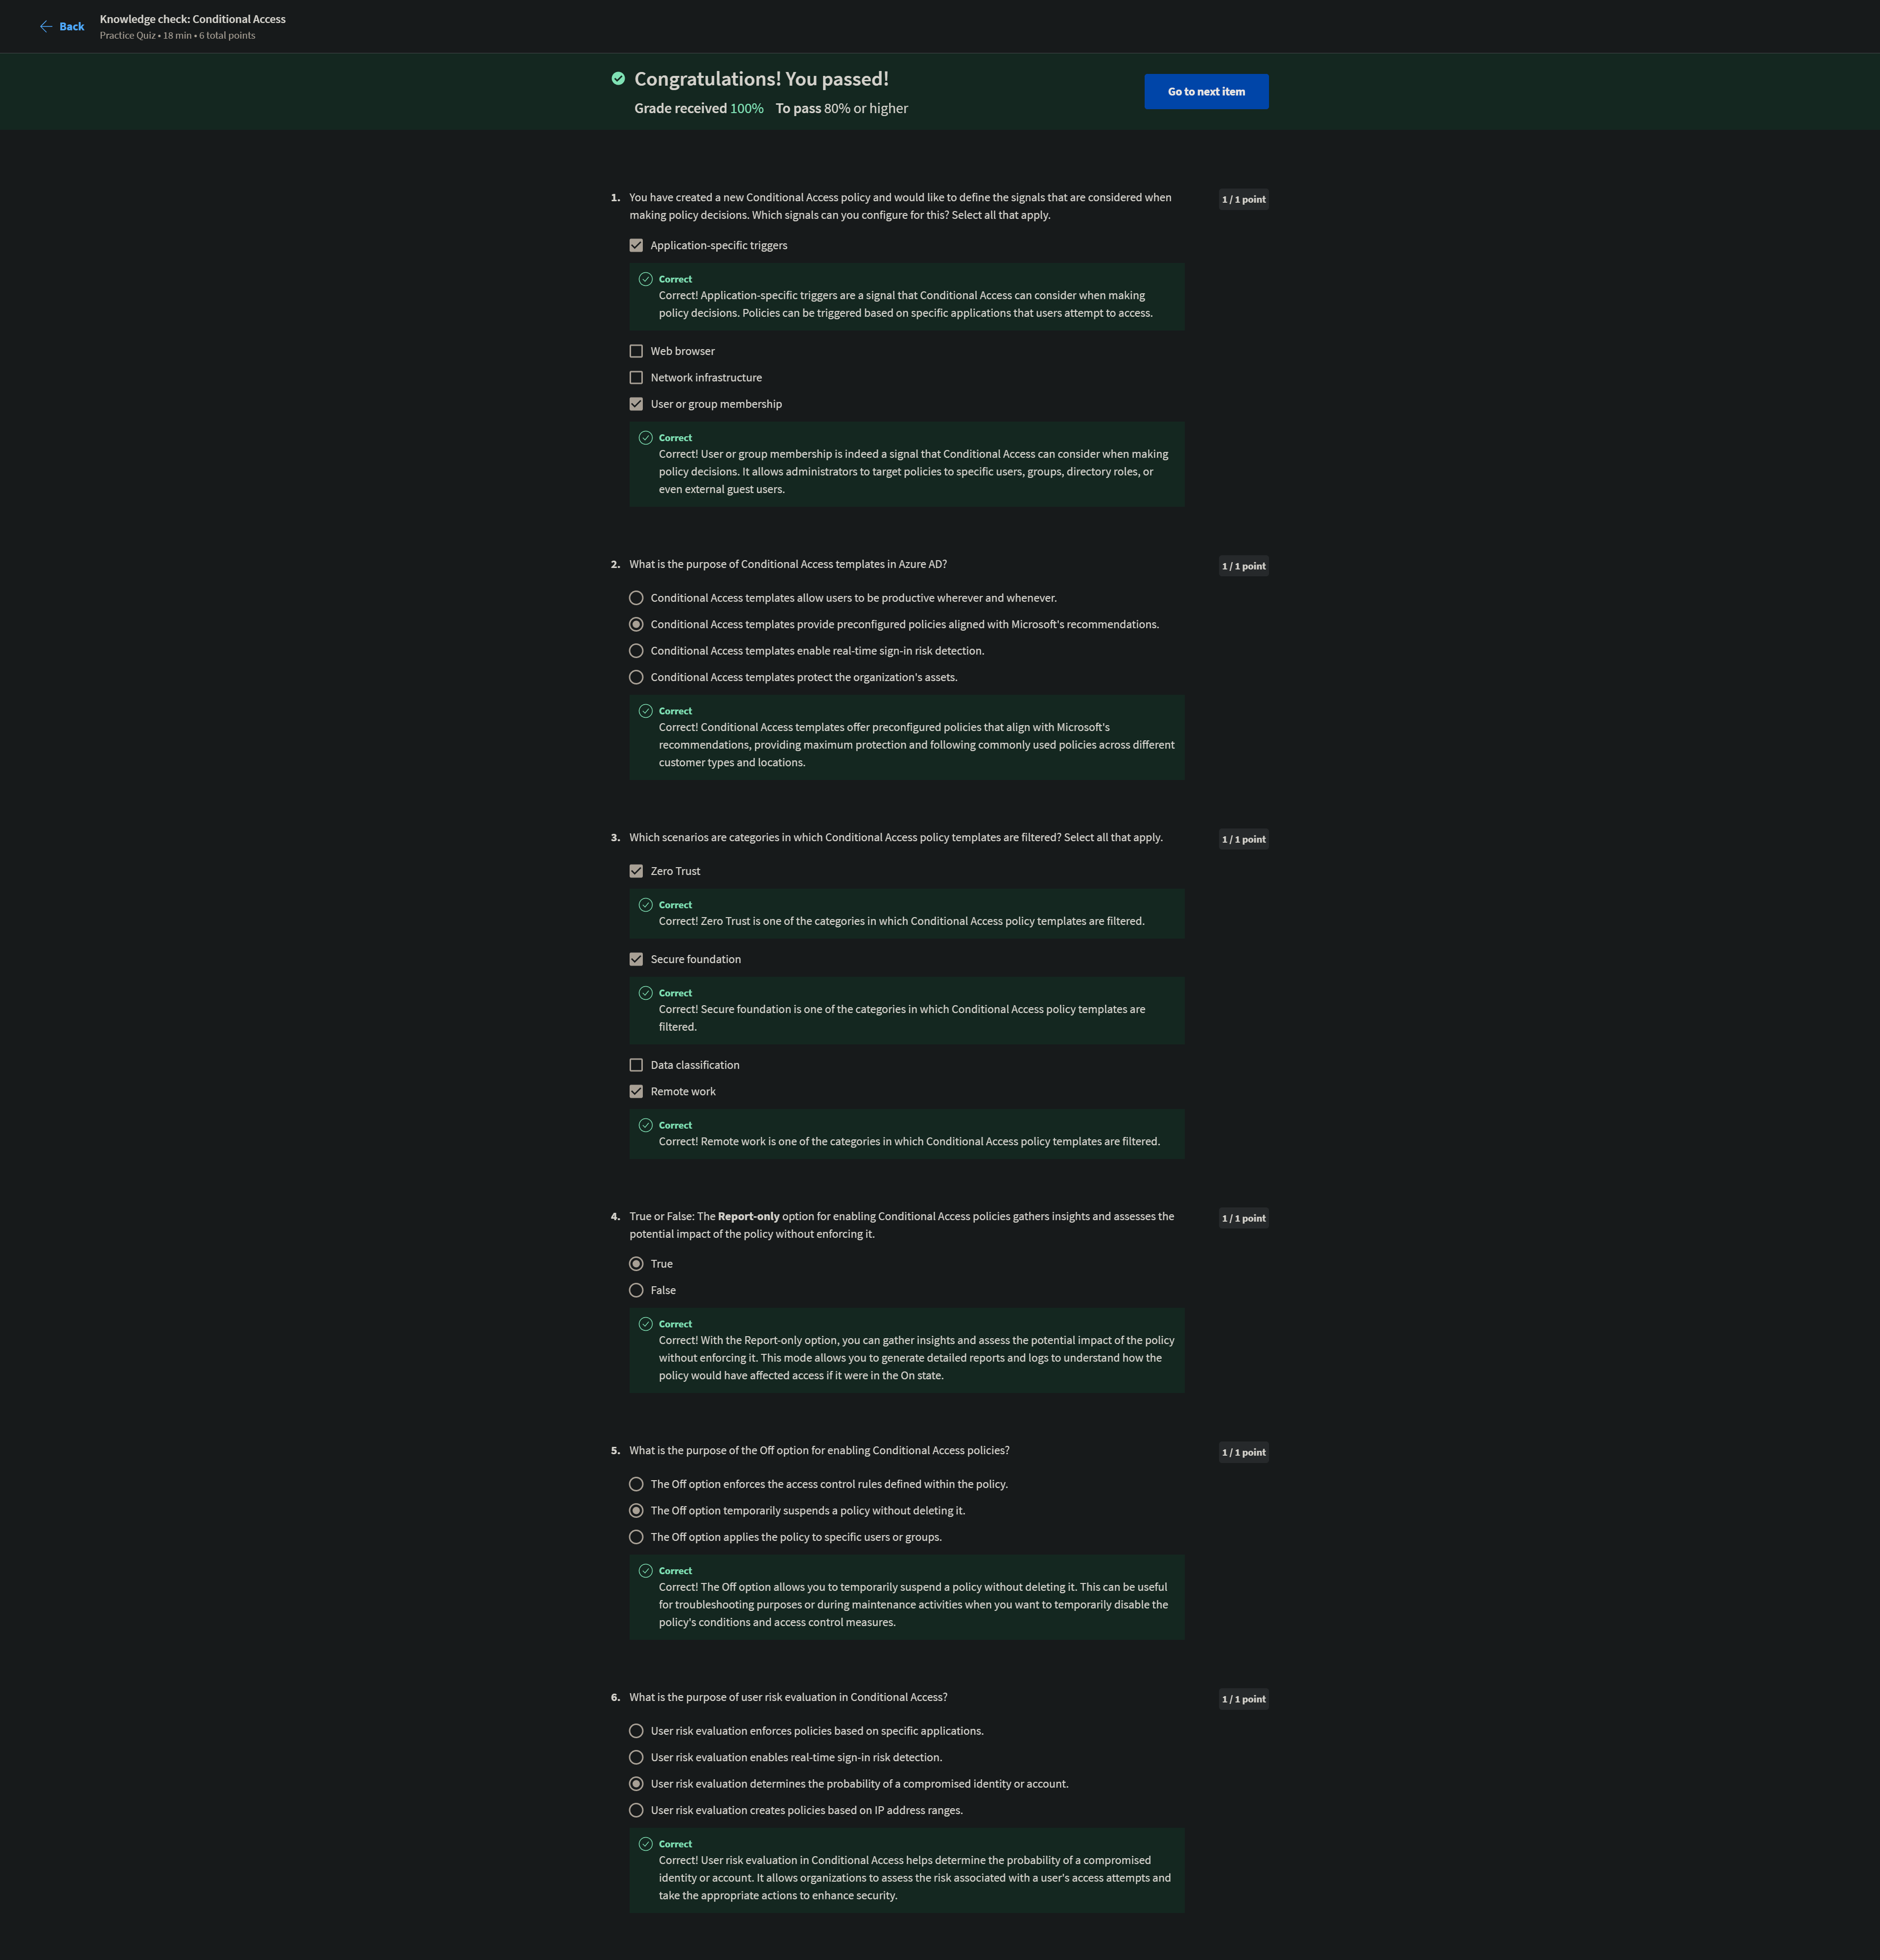 Back
Knowledge check: Conditional Access
Practice Quiz • 18 min • 6 total points
Congratulations! You passed!
Grade received 100% To pass 80% or higher
Go to next item
1. You have created a new Conditional Access policy and would like to define the signals that are considered when
making policy decisions. Which signals can you configure for this? Select all that apply.
1 / 1 point
Application-specific triggers
Correct
Correct! Application-specific triggers are a signal that Conditional Access can consider when making
policy decisions. Policies can be triggered based on specific applications that users attempt to access.
Web browser
Network infrastructure
User or group membership
Correct
Correct! User or group membership is indeed a signal that Conditional Access can consider when making
policy decisions. It allows administrators to target policies to specific users, groups, directory roles, or
even external guest users.
2. What is the purpose of Conditional Access templates in Azure AD?
1 / 1 point
Conditional Access templates allow users to be productive wherever and whenever.
Conditional Access templates provide preconfigured policies aligned with Microsoft's recommendations.
Conditional Access templates enable real-time sign-in risk detection.
Conditional Access templates protect the organization's assets.
Correct
Correct! Conditional Access templates offer preconfigured policies that align with Microsoft's
recommendations, providing maximum protection and following commonly used policies across different
customer types and locations.
3. Which scenarios are categories in which Conditional Access policy templates are filtered? Select all that apply.
1 / 1 point
Zero Trust
Correct
Correct! Zero Trust is one of the categories in which Conditional Access policy templates are filtered.
Secure foundation
Correct
Correct! Secure foundation is one of the categories in which Conditional Access policy templates are
filtered.
Data classification
Remote work
Correct
Correct! Remote work is one of the categories in which Conditional Access policy templates are filtered.
4. True or False: The Report-only option for enabling Conditional Access policies gathers insights and assesses the
potential impact of the policy without enforcing it.
1 / 1 point
True
False
Correct
Correct! With the Report-only option, you can gather insights and assess the potential impact of the policy
without enforcing it. This mode allows you to generate detailed reports and logs to understand how the
policy would have affected access if it were in the On state.
5. What is the purpose of the Off option for enabling Conditional Access policies?
1 / 1 point
The Off option enforces the access control rules defined within the policy.
The Off option temporarily suspends a policy without deleting it.
The Off option applies the policy to specific users or groups.
Correct
Correct! The Off option allows you to temporarily suspend a policy without deleting it. This can be useful
for troubleshooting purposes or during maintenance activities when you want to temporarily disable the
policy's conditions and access control measures.
6. What is the purpose of user risk evaluation in Conditional Access?
1 / 1 point
User risk evaluation enforces policies based on specific applications.
User risk evaluation enables real-time sign-in risk detection.
User risk evaluation determines the probability of a compromised identity or account.
User risk evaluation creates policies based on IP address ranges.
Correct
Correct! User risk evaluation in Conditional Access helps determine the probability of a compromised
identity or account. It allows organizations to assess the risk associated with a user's access attempts and
take the appropriate actions to enhance security.